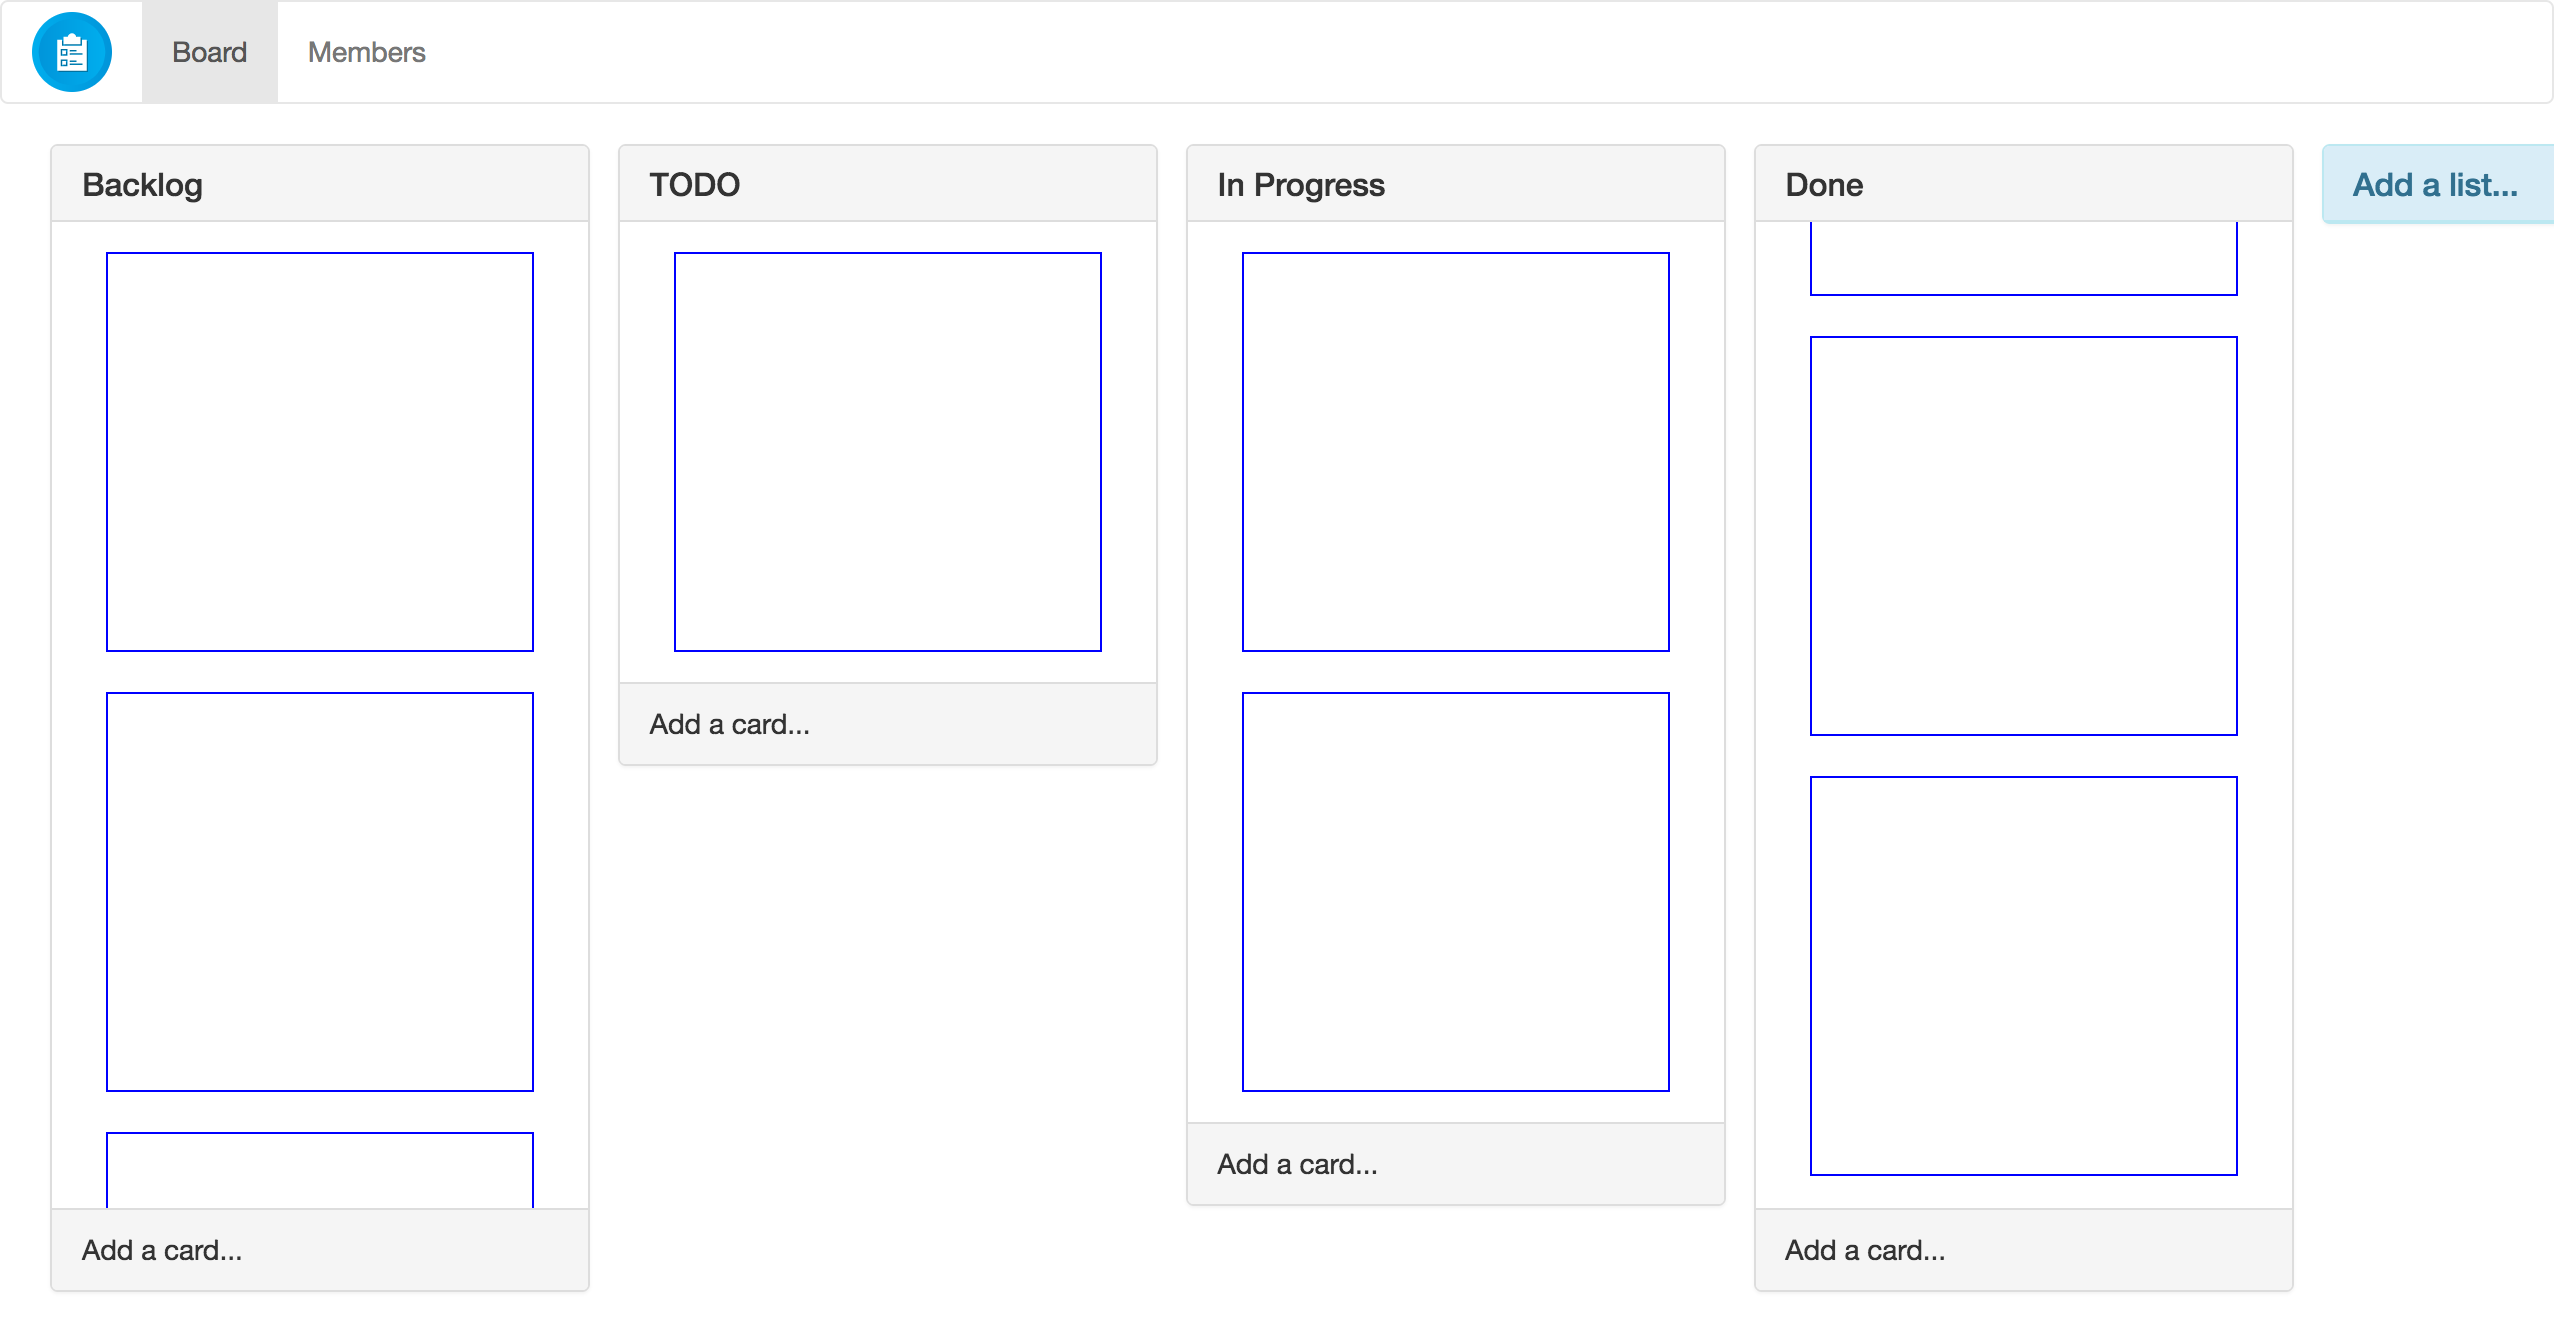 Board
Members
Backlog
TODO
In Progress
Done
Add a list...
Add a card...
Add a card...
Add a card...
Add a card...